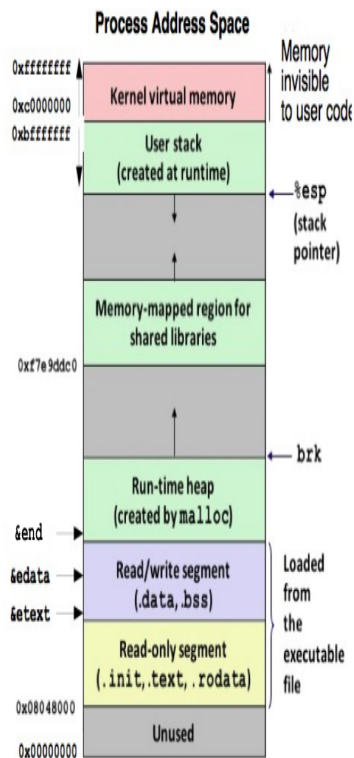 Process Address Space
0xffffffff
Memory
invisible
to user code
0xc0000000
Kernel virtual memory
0xbfffffff
User stack
(created at runtime)
%esp
(stack
pointer)
Memory-mapped region for
shared libraries
0xf7e9ddc0
brk
Run-time heap
(created by malloc)
&end
Read/write segment
(.data,.bss)
&edata
&etext
Loaded
from
the
executable
file
Read-only segment
(.init,.text,.rodata)
0x08048000
Unused
0x00000000